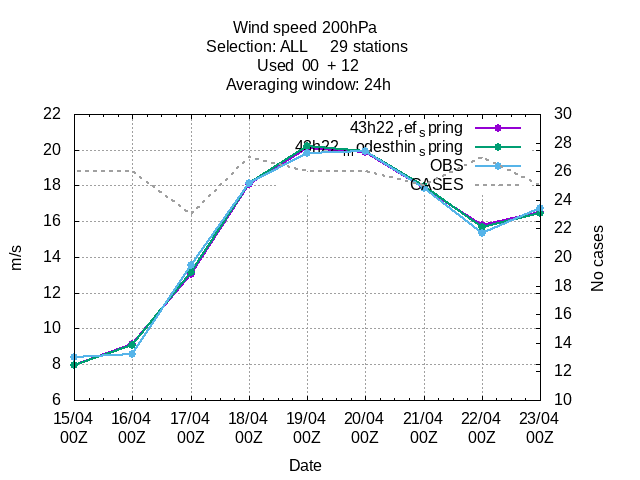 Wind speed 200hPa
Selection: ALL 29 stations
Used 00 + 12
Averaging window: 24h
22
20
18
16
14
12
10
8
6
30
28
26
24
22
20
18
16
14
12
10
43h22 ref spring
43h22 modesthin spring
OBS
CASES
m/s
No cases
15/04 16/04 17/04 18/04 19/04 20/04 21/04 22/04 23/04
00Z 00Z 00Z 00Z 00Z 00Z 00Z 00Z 00Z
Date